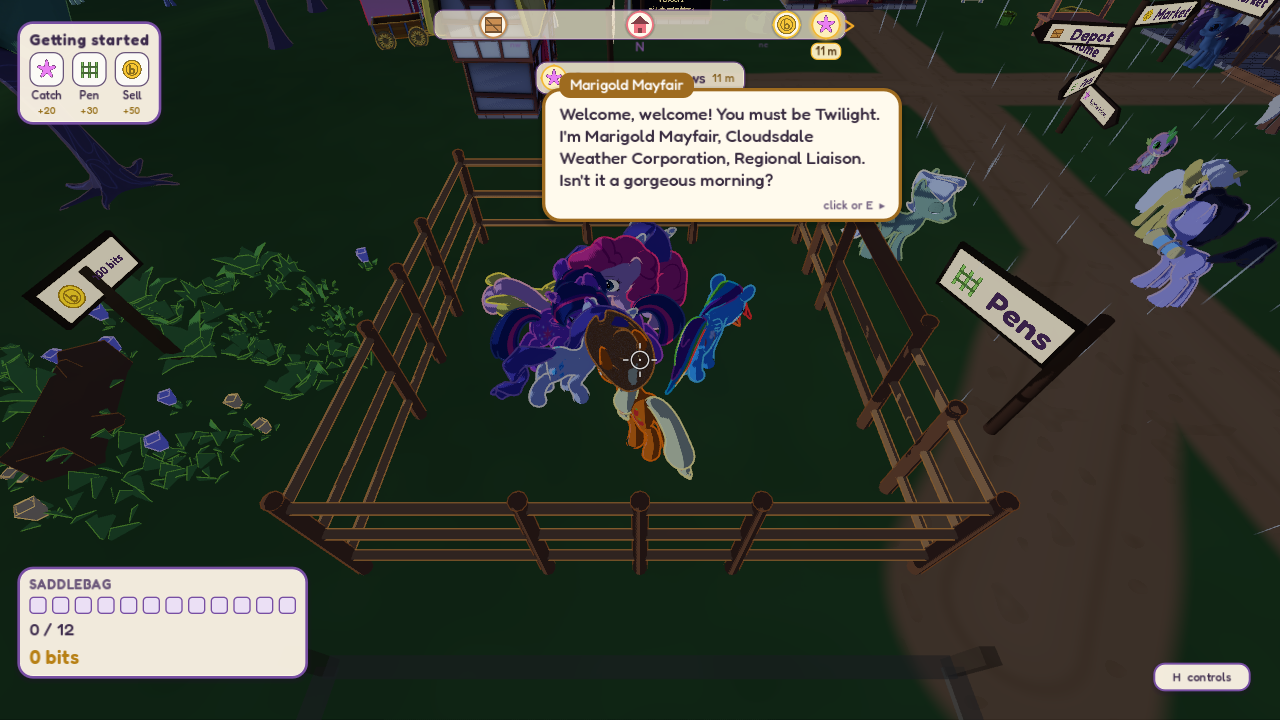 Getting started
Catch
Pen
Sell
+20
+30
+50
N
11 m
11 m
Marigold Mayfair
Welcome, welcome! You must be Twilight.
I'm Marigold Mayfair, Cloudsdale
Weather Corporation, Regional Liaison.
Isn't it a gorgeous morning?
click or E ▸
Market
Depot
Home
bits
Pens
SADDLEBAG
0 / 12
0 bits
H controls